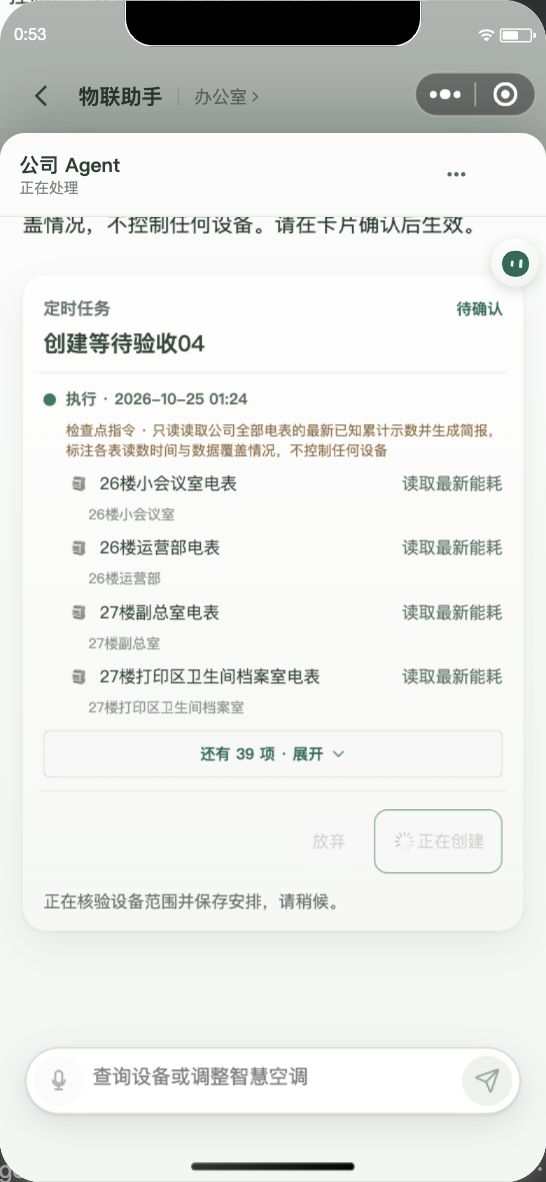 0:53
物联助手
办公室 >
公司 Agent
正在处理
盖情况，不控制任何设备。请在卡片确认后生效。
定时任务
待确认
创建等待验收04
执行 · 2026-10-25 01:24
检查点指令 · 只读读取公司全部电表的最新已知累计示数并生成简报，
标注各表读数时间与数据覆盖情况，不控制任何设备
26楼小会议室电表 读取最新能耗
26楼小会议室
26楼运营部电表 读取最新能耗
26楼运营部
27楼副总室电表 读取最新能耗
27楼副总室
27楼打印区卫生间档案室电表 读取最新能耗
27楼打印区卫生间档案室
还有 39 项 · 展开
放弃 正在创建
正在核验设备范围并保存安排，请稍候。
查询设备或调整智慧空调